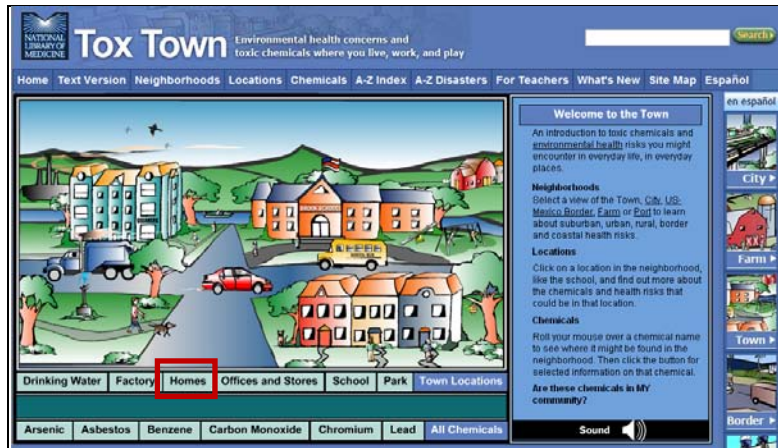 NATIONAL
LIBRARY OF
MEDICINE
Tox Town
Environmental health concerns and
toxic chemicals where you live, work, and play
Search
Home Text Version Neighborhoods Locations Chemicals A-Z Index A-Z Disasters For Teachers What's New Site Map Español
Drinking Water Factory Homes Offices and Stores School Park Town Locations
Arsenic Asbestos Benzene Carbon Monoxide Chromium Lead All Chemicals
Welcome to the Town
An introduction to toxic chemicals and
environmental health risks you might
encounter in everyday life, in everyday
places.
Neighborhoods
Select a view of the Town, City, US-
Mexico Border, Farm or Port to learn
about suburban, urban, rural, border
and coastal health risks.
Locations
Click on a location in the neighborhood,
like the school, and find out more about
the chemicals and health risks that
could be in that location.
Chemicals
Roll your mouse over a chemical name
to see where it might be found in the
neighborhood. Then click the button for
selected information on that chemical.
Are these chemicals in MY
community?
Sound
en español
City
Farm
Town
Border